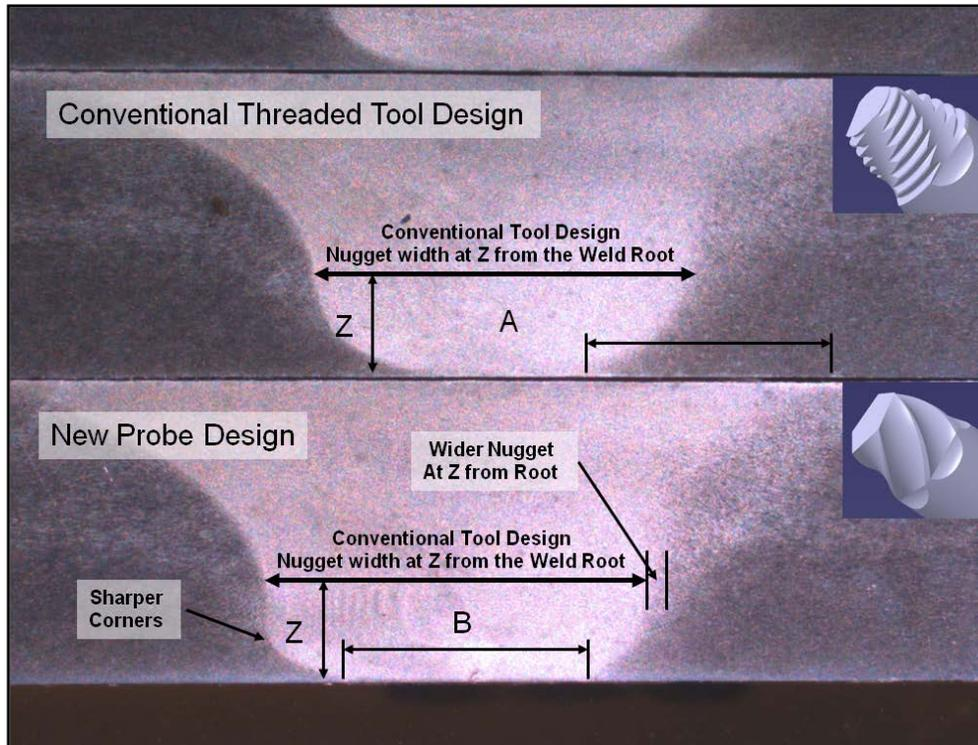 Conventional Threaded Tool Design
Conventional Tool Design
Nugget width at Z from the Weld Root
Z
A
New Probe Design
Wider Nugget
At Z from Root
Conventional Tool Design
Nugget width at Z from the Weld Root
Sharper
Corners
Z
B